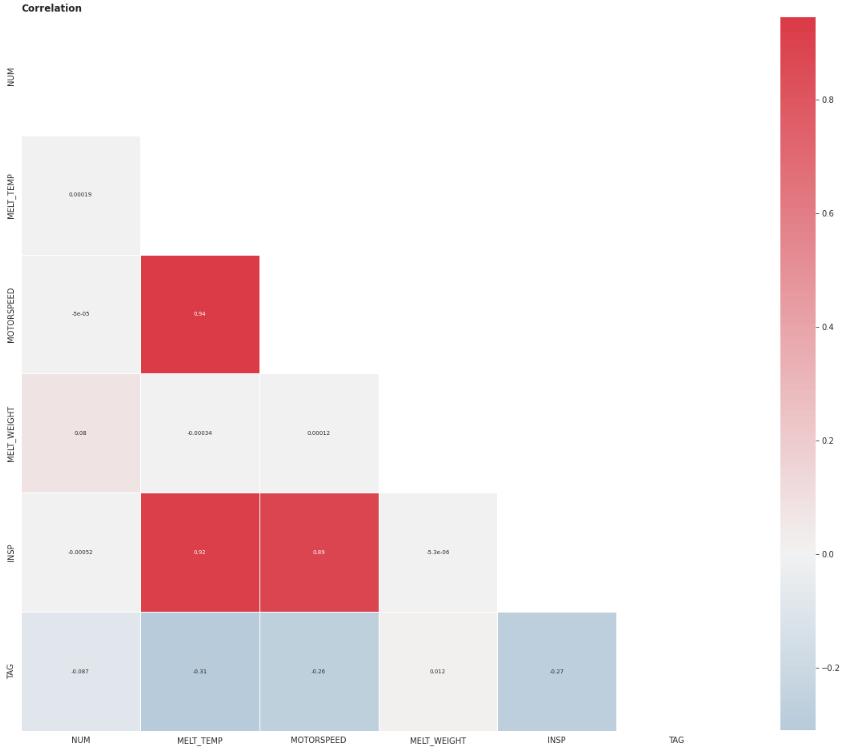 Correlation
NUM
MELT_TEMP
0.00019
MOTORSPEED
-5e-05
0.94
MELT_WEIGHT
0.08
-0.00034
0.00012
INSP
-0.00052
0.92
0.89
-5.3e-06
TAG
-0.087
-0.31
-0.26
0.012
-0.27
NUM
MELT_TEMP
MOTORSPEED
MELT_WEIGHT
INSP
TAG
0.8
0.6
0.4
0.2
0.0
−0.2